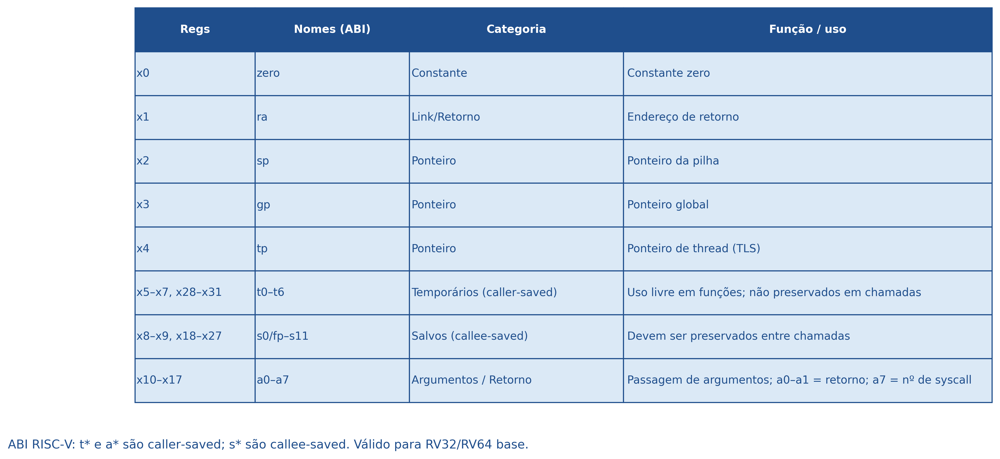 Regs Nomes (ABI) Categoria Função / uso
x0 zero Constante Constante zero
x1 ra Link/Retorno Endereço de retorno
x2 sp Ponteiro Ponteiro da pilha
x3 gp Ponteiro Ponteiro global
x4 tp Ponteiro Ponteiro de thread (TLS)
x5–x7, x28–x31 t0–t6 Temporários (caller-saved) Uso livre em funções; não preservados em chamadas
x8–x9, x18–x27 s0/fp–s11 Salvos (callee-saved) Devem ser preservados entre chamadas
x10–x17 a0–a7 Argumentos / Retorno Passagem de argumentos; a0–a1 = retorno; a7 = nº de syscall
ABI RISC-V: t* e a* são caller-saved; s* são callee-saved. Válido para RV32/RV64 base.